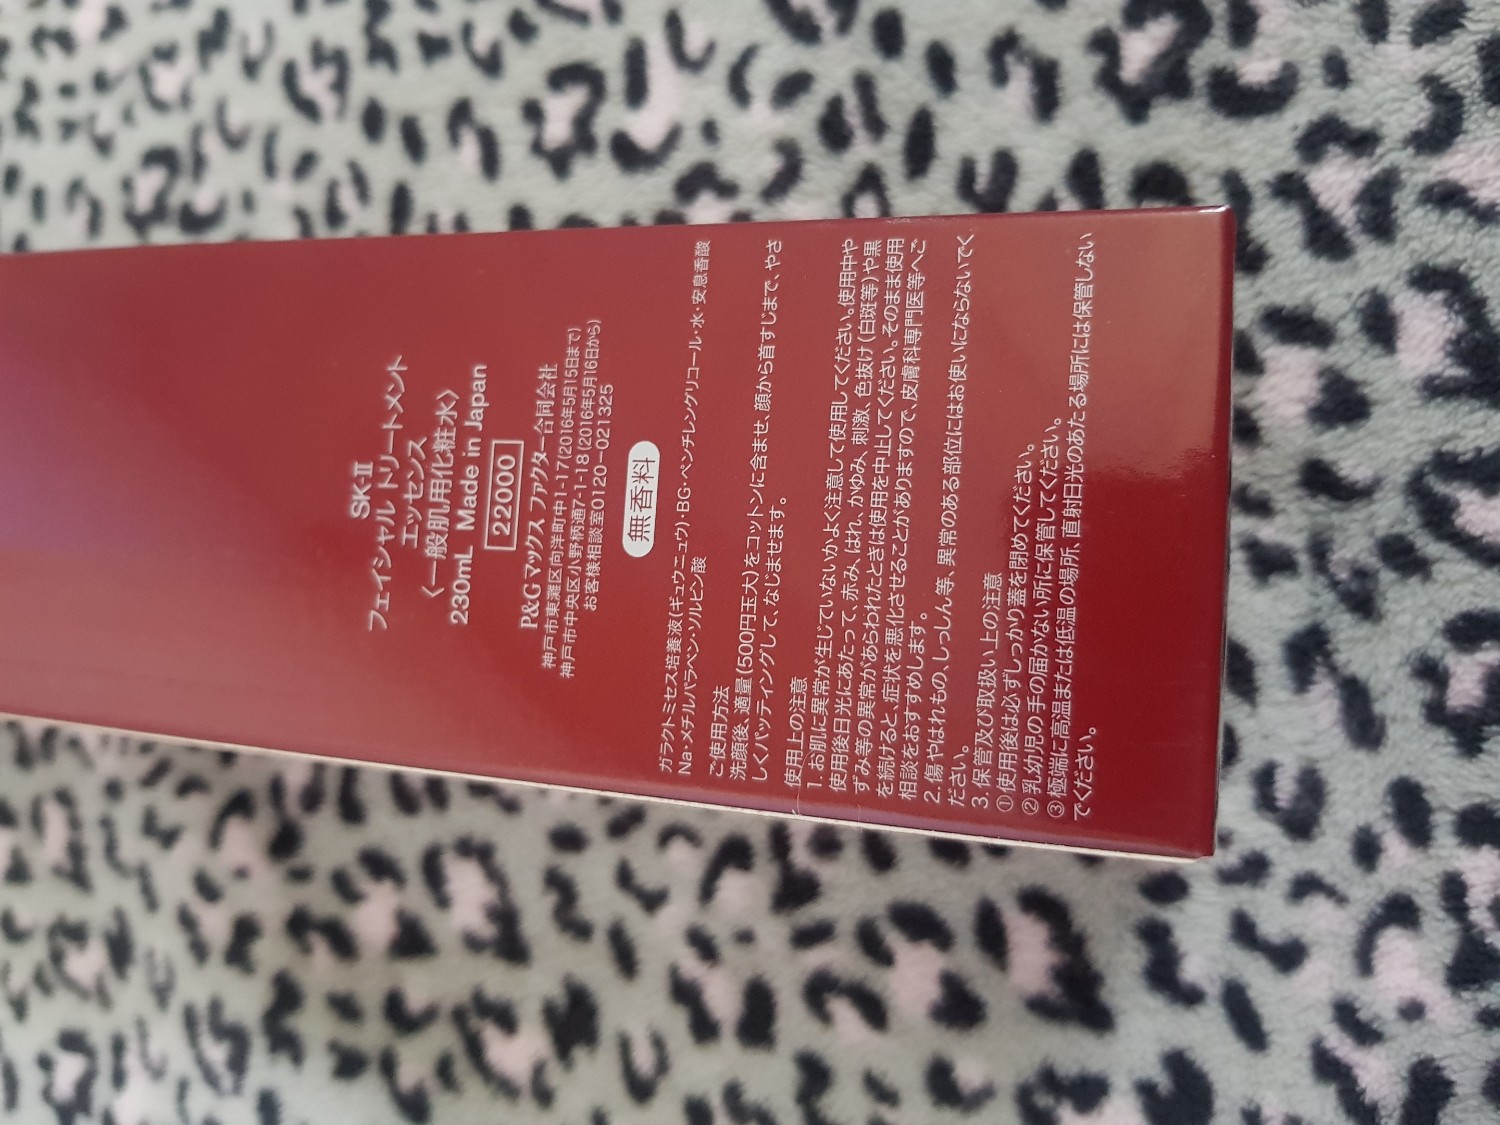 SK-II
フェイシャル トリートメント
エッセンス
〈一般肌用化粧水〉
230mL Made in Japan
22000
P&G マックス ファクター合同会社
神戸市東灘区向洋町中1-17(2016年5月15日まで)
神戸市中央区小野柄通7-1-18(2016年5月16日から)
お客様相談室0120-021325
無香料
ガラクトミセス培養液(ギュウニュウ)・BG・ペンチレングリコール・水・安息香酸
Na・メチルパラベン・ソルビン酸
ご使用方法
洗顔後、適量(500円玉大)をコットンに含ませ、顔から首すじまで、やさ
しくパッティングして、なじませます。
使用上の注意
1. お肌に異常が生じていないかよく注意して使用してください。使用中や
使用後日光にあたって、赤み、はれ、かゆみ、刺激、色抜け(白斑等)や黒
ずみ等の異常があらわれたときは使用を中止してください。そのまま使用
を続けると、症状を悪化させることがありますので、皮膚科専門医等へご
相談をおすすめします。
2. 傷やはれもの、しっしん等、異常のある部位にはお使いにならないでく
ださい。
3. 保管及び取扱い上の注意
①使用後は必ずしっかり蓋を閉めてください。
②乳幼児の手の届かない所に保管してください。
③極端に高温または低温の場所、直射日光のあたる場所には保管しない
でください。